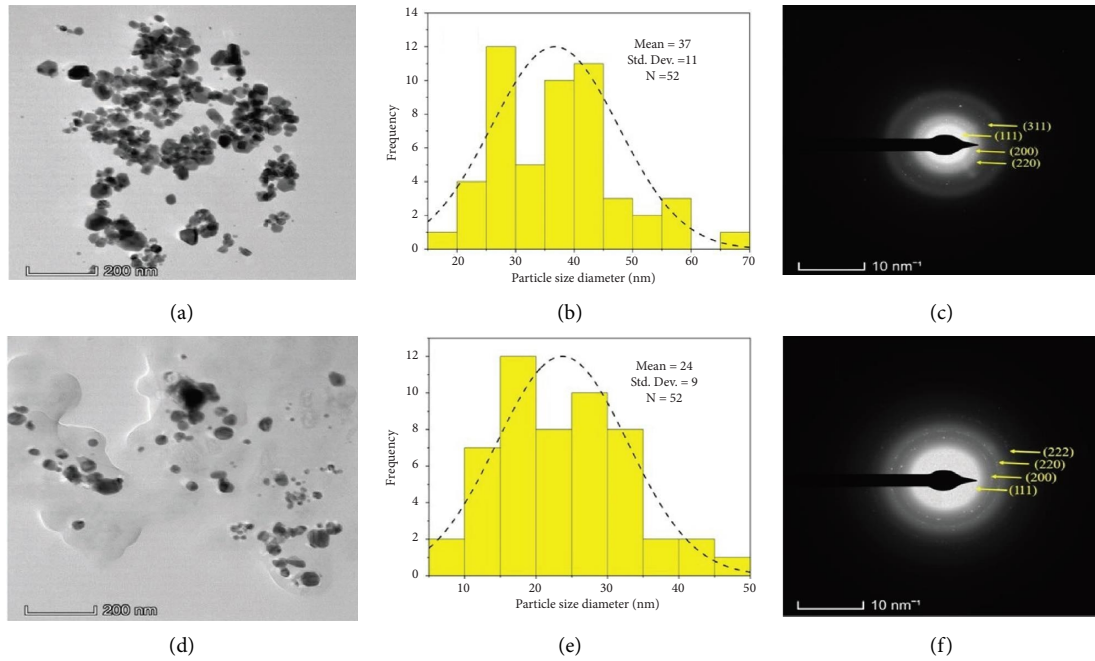 200 nm
(a)
14
12
10
8
6
4
2
0
Frequency
Mean = 37
Std. Dev. =11
N =52
20 30 40 50 60 70
Particle size diameter (nm)
(b)
(311)
(111)
(200)
(220)
10 nm⁻¹
(c)
200 nm
(d)
12
10
8
6
4
2
0
Frequency
Mean = 24
Std. Dev. = 9
N = 52
10 20 30 40 50
Particle size diameter (nm)
(e)
(222)
(220)
(200)
(111)
10 nm⁻¹
(f)